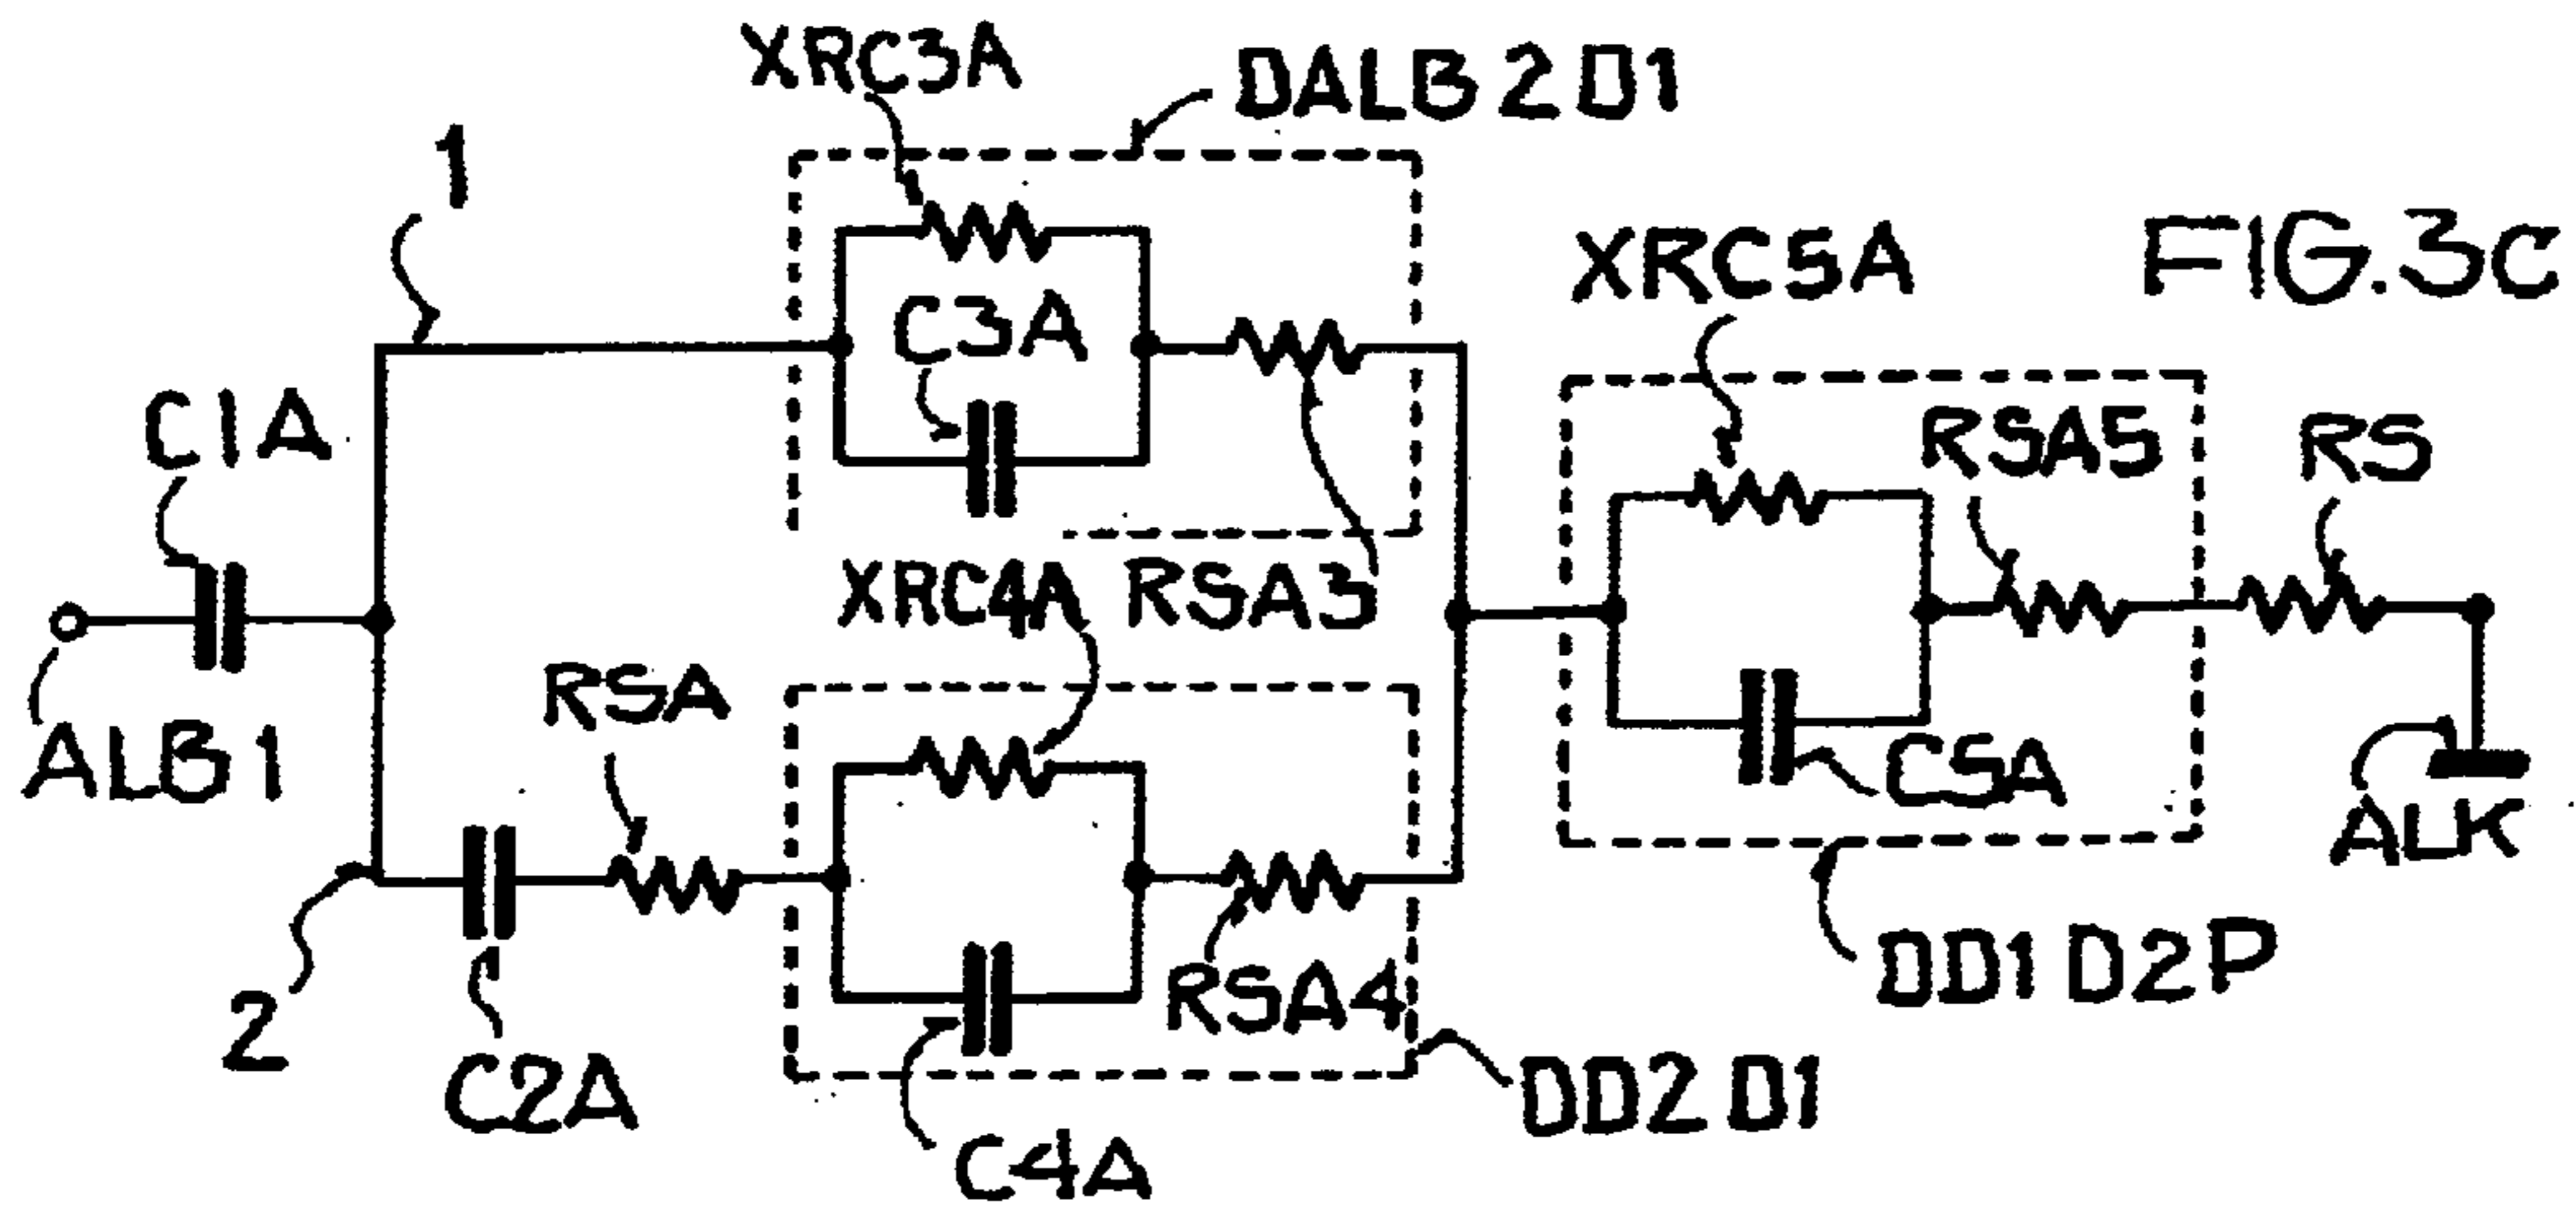 XRC3A
DALB2D1
1
XRC5A
FIG.3C
C3A
C1A
RSA5
RS
XRC4A
RSA3
RSA
ALB1
C5A
ALK
2
C2A
RSA4
DD1D2P
DD2D1
C4A